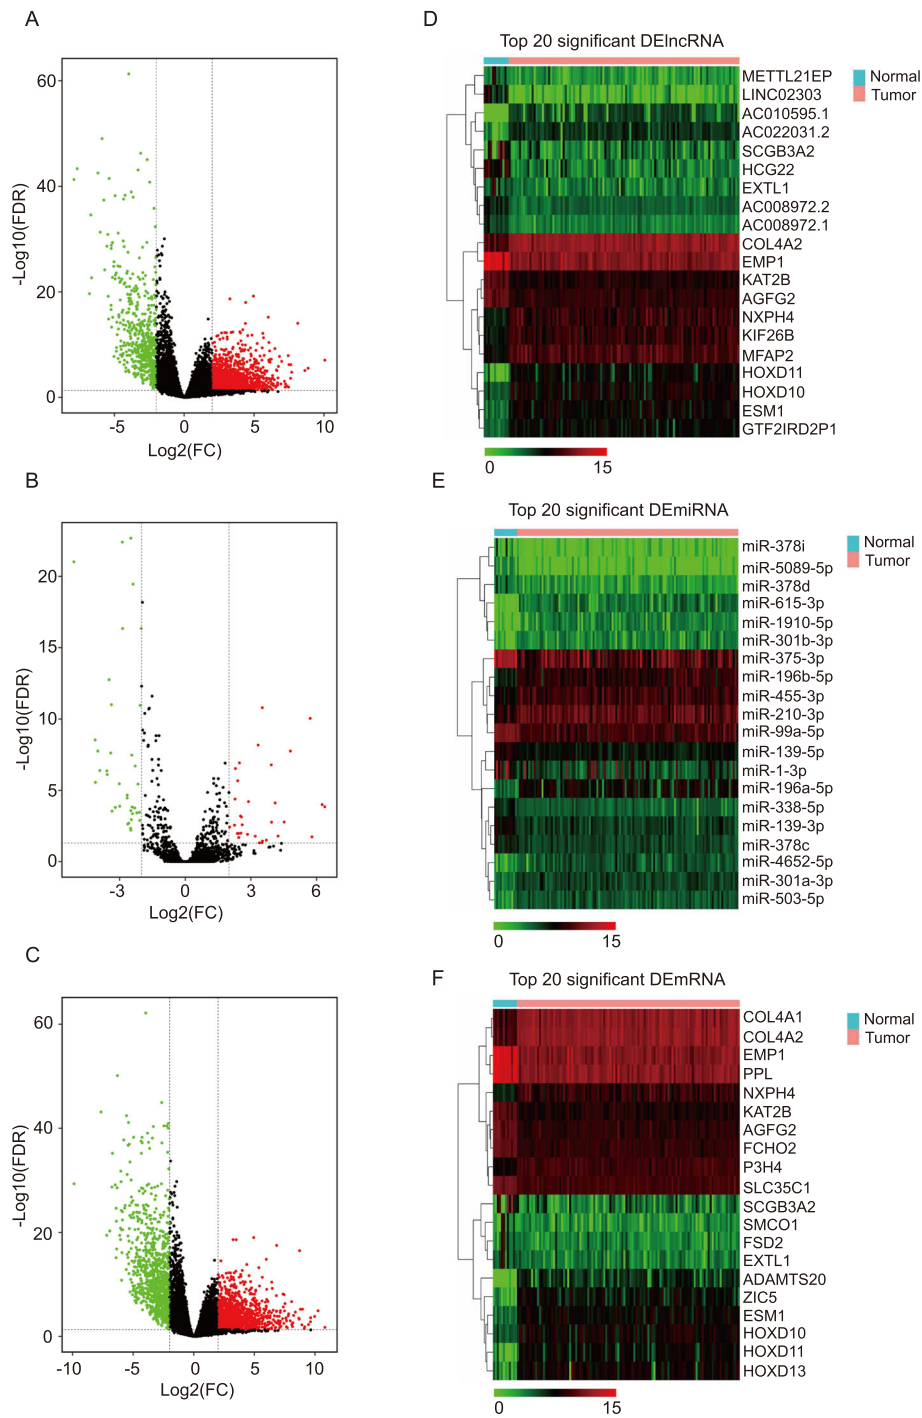 A
-Log10(FDR)
60
40
20
0
-5
0
5
10
Log2(FC)
B
-Log10(FDR)
20
15
10
5
0
-3
0
3
6
Log2(FC)
C
-Log10(FDR)
60
40
20
0
-10
-5
0
5
10
Log2(FC)
D
Top 20 significant DElncRNA
METTL21EP
LINC02303
AC010595.1
AC022031.2
SCGB3A2
HCG22
EXTL1
AC008972.2
AC008972.1
COL4A2
EMP1
KAT2B
AGFG2
NXPH4
KIF26B
MFAP2
HOXD11
HOXD10
ESM1
GTF2IRD2P1
Normal
Tumor
0
15
E
Top 20 significant DEmiRNA
miR-378i
miR-5089-5p
miR-378d
miR-615-3p
miR-1910-5p
miR-301b-3p
miR-375-3p
miR-196b-5p
miR-455-3p
miR-210-3p
miR-99a-5p
miR-139-5p
miR-1-3p
miR-196a-5p
miR-338-5p
miR-139-3p
miR-378c
miR-4652-5p
miR-301a-3p
miR-503-5p
Normal
Tumor
0
15
F
Top 20 significant DEmRNA
COL4A1
COL4A2
EMP1
PPL
NXPH4
KAT2B
AGFG2
FCHO2
P3H4
SLC35C1
SCGB3A2
SMCO1
FSD2
EXTL1
ADAMTS20
ZIC5
ESM1
HOXD10
HOXD11
HOXD13
Normal
Tumor
0
15